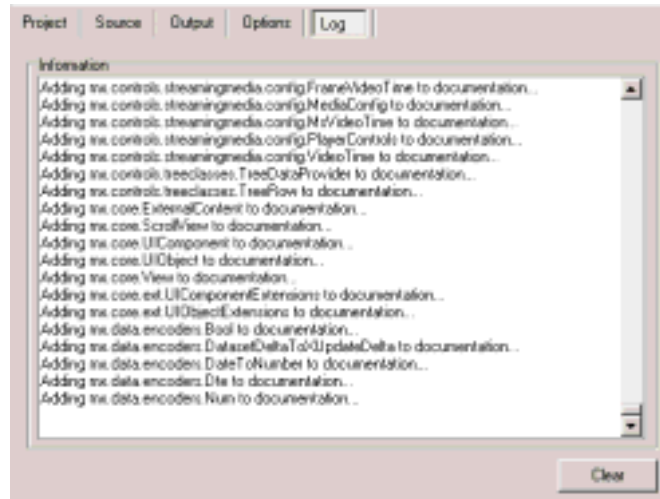 Project Source Output Options Log
Information
Adding mx.controls.streamingmedia.config.FrameVideoTime to documentation...
Adding mx.controls.streamingmedia.config.MediaConfig to documentation...
Adding mx.controls.streamingmedia.config.MsVideoTime to documentation...
Adding mx.controls.streamingmedia.config.PlayerControls to documentation...
Adding mx.controls.streamingmedia.config.VideoTime to documentation...
Adding mx.controls.treeclasses.TreeDataProvider to documentation...
Adding mx.controls.treeclasses.TreeRow to documentation...
Adding mx.core.ExternalContent to documentation...
Adding mx.core.ScrollView to documentation...
Adding mx.core.UIComponent to documentation...
Adding mx.core.UIObject to documentation...
Adding mx.core.View to documentation...
Adding mx.core.ext.UIComponentExtensions to documentation...
Adding mx.core.ext.UIObjectExtensions to documentation...
Adding mx.data.encoders.Bool to documentation...
Adding mx.data.encoders.DatasetDeltaToXUpdateDelta to documentation...
Adding mx.data.encoders.DateToNumber to documentation...
Adding mx.data.encoders.Dte to documentation...
Adding mx.data.encoders.Num to documentation...
Clear